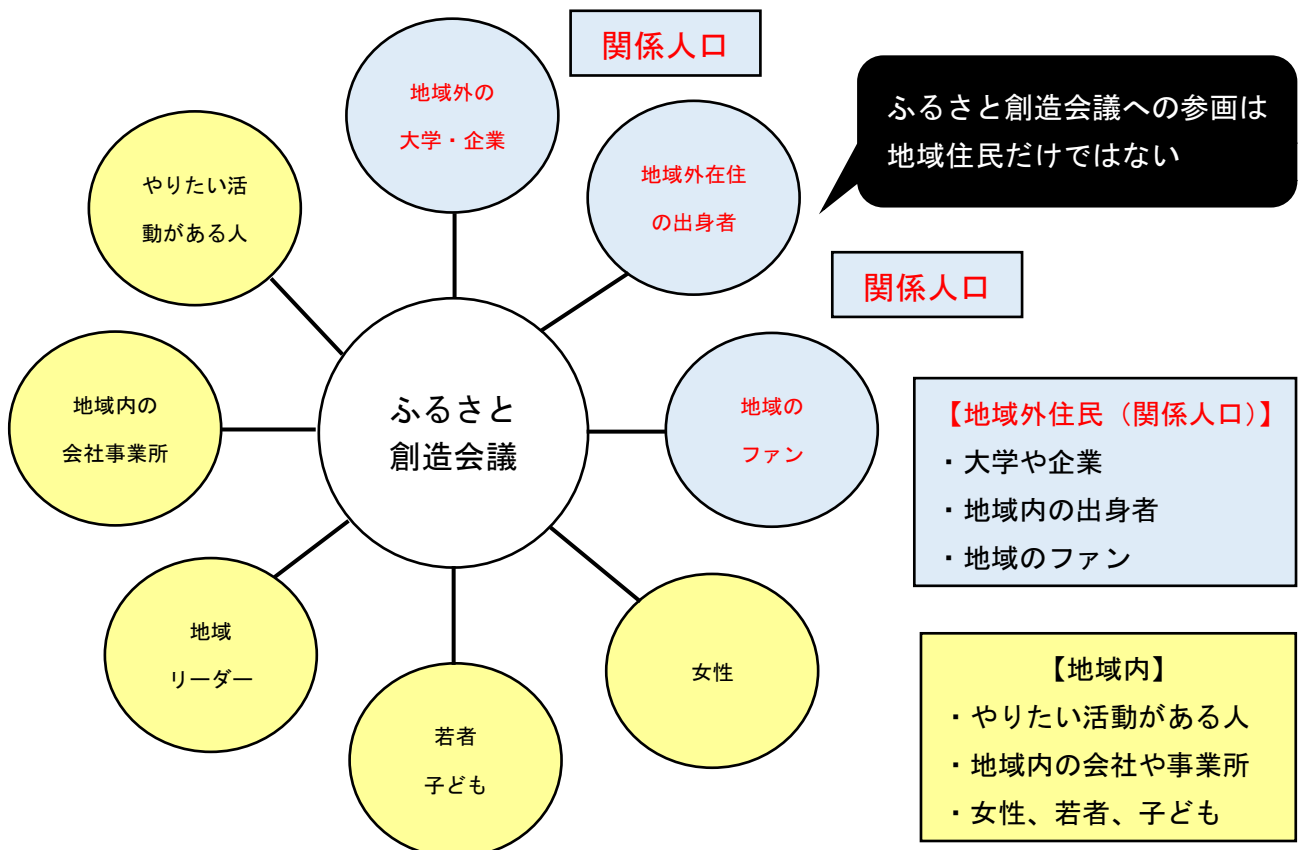 関係人口
地域外の
大学・企業
ふるさと創造会議への参画は
地域住民だけではない
地域外在住
の出身者
やりたい活
動がある人
関係人口
地域内の
会社事業所
ふるさと
創造会議
地域の
ファン
【地域外住民（関係人口）】
・大学や企業
・地域内の出身者
・地域のファン
地域
リーダー
若者
子ども
女性
【地域内】
・やりたい活動がある人
・地域内の会社や事業所
・女性、若者、子ども